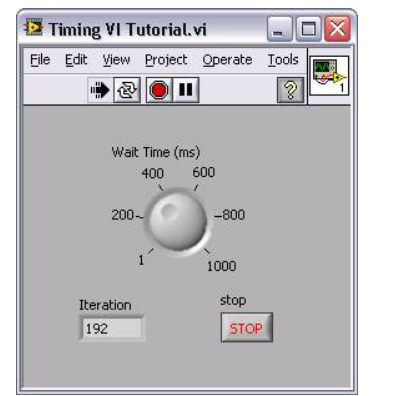 Timing VI Tutorial.vi
File Edit View Project Operate Tools
1
Wait Time (ms)
400 600
200 800
1 1000
Iteration stop
192 STOP